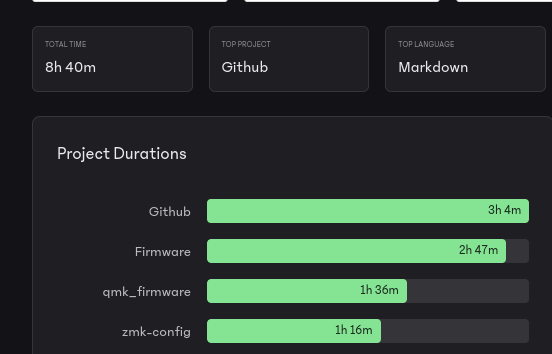 TOTAL TIME
8h 40m
TOP PROJECT
Github
TOP LANGUAGE
Markdown
Project Durations
Github 3h 4m
Firmware 2h 47m
qmk_firmware 1h 36m
zmk-config 1h 16m